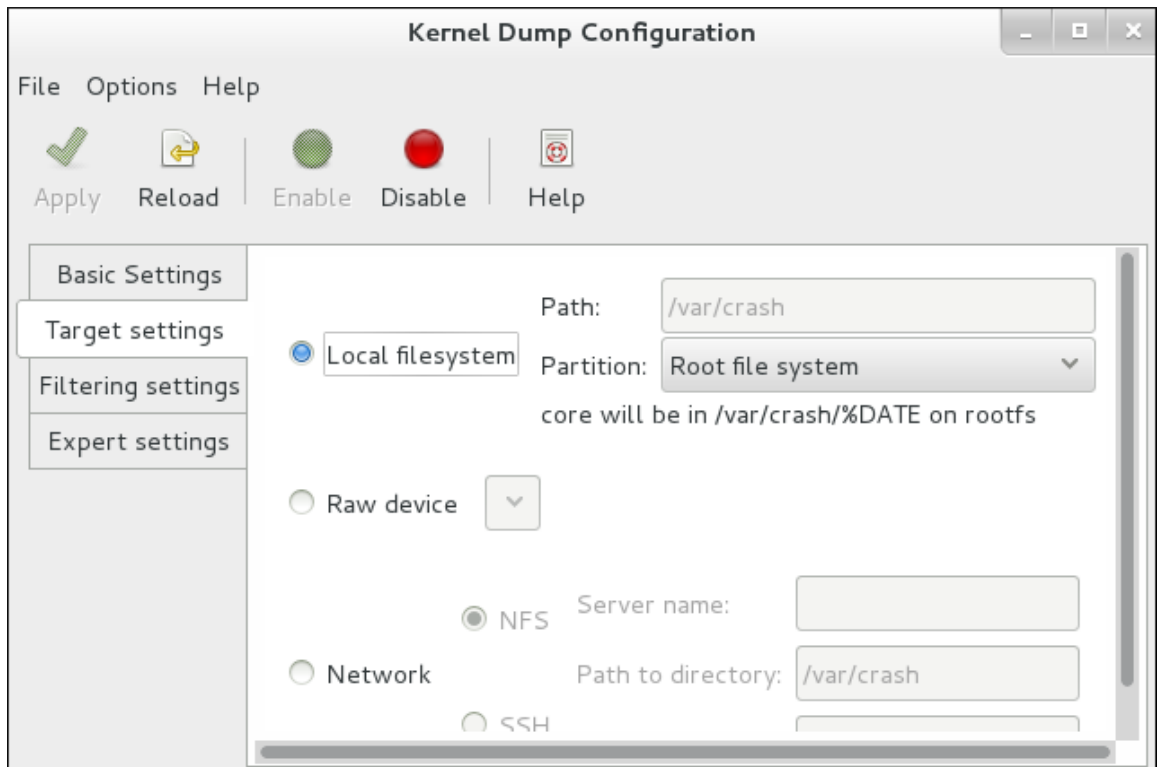 Kernel Dump Configuration
File Options Help
Apply Reload Enable Disable Help
Basic Settings
Target settings
Filtering settings
Expert settings
Local filesystem
Path: /var/crash
Partition: Root file system
core will be in /var/crash/%DATE on rootfs
Raw device
Network
NFS
Server name:
Path to directory: /var/crash
SSH